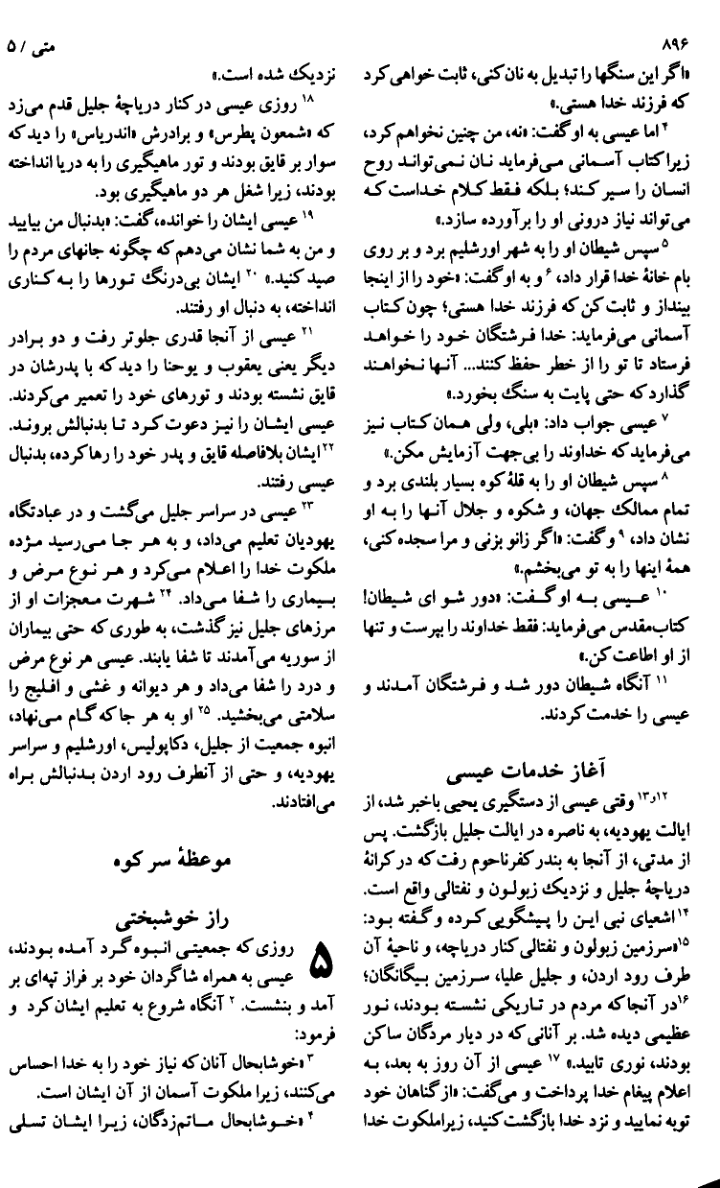 ۸۹۶
متی / ۵
«اگر این سنگها را تبدیل به نان کنی، ثابت خواهی کرد
که فرزند خدا هستی.»
۴ اما عیسی به او گفت: «نه، من چنین نخواهم کرد،
زیرا کتاب آسمانی می‌فرماید نان نمی‌تواند روح
انسان را سیر کند؛ بلکه فقط کلام خداست که
می‌تواند نیاز درونی او را برآورده سازد.»
۵ سپس شیطان او را به شهر اورشلیم برد و بر روی
بام خانهٔ خدا قرار داد، ۶ و به او گفت: «خود را از اینجا
بینداز و ثابت کن که فرزند خدا هستی؛ چون کتاب
آسمانی می‌فرماید: خدا فرشتگان خود را خواهد
فرستاد تا تو را از خطر حفظ کنند... آنها نخواهند
گذارد که حتی پایت به سنگ بخورد.»
۷ عیسی جواب داد: «بلی، ولی همان کتاب نیز
می‌فرماید که خداوند را بی‌جهت آزمایش مکن.»
۸ سپس شیطان او را به قلهٔ کوه بسیار بلندی برد و
تمام ممالک جهان، و شکوه و جلال آنها را به او
نشان داد، ۹ و گفت: «اگر زانو بزنی و مرا سجده کنی،
همهٔ اینها را به تو می‌بخشم.»
۱۰ عیسی به او گفت: «دور شو ای شیطان!
کتاب‌مقدس می‌فرماید: فقط خداوند را بپرست و تنها
از او اطاعت کن.»
۱۱ آنگاه شیطان دور شد و فرشتگان آمدند و
عیسی را خدمت کردند.
آغاز خدمات عیسی
۱۲و۱۳ وقتی عیسی از دستگیری یحیی باخبر شد، از
ایالت یهودیه، به ناصره در ایالت جلیل بازگشت. پس
از مدتی، از آنجا به بندر کفرناحوم رفت که در کرانهٔ
دریاچهٔ جلیل و نزدیک زبولون و نفتالی واقع است.
۱۴ اشعیای نبی این را پیشگویی کرده و گفته بود:
۱۵ «سرزمین زبولون و نفتالی کنار دریاچه، و ناحیهٔ آن
طرف رود اردن، و جلیل علیا، سرزمین بیگانگان؛
۱۶ در آنجا که مردم در تاریکی نشسته بودند، نور
عظیمی دیده شد. بر آنانی که در دیار مردگان ساکن
بودند، نوری تابید.» ۱۷ عیسی از آن روز به بعد، به
اعلام پیغام خدا پرداخت و می‌گفت: «از گناهان خود
توبه نمایید و نزد خدا بازگشت کنید، زیرا ملکوت خدا
نزدیک شده است.»
۱۸ روزی عیسی در کنار دریاچهٔ جلیل قدم می‌زد
که «شمعون پطرس» و برادرش «اندریاس» را دید که
سوار بر قایق بودند و تور ماهیگیری را به دریا انداخته
بودند، زیرا شغل هر دو ماهیگیری بود.
۱۹ عیسی ایشان را خوانده، گفت: «بدنبال من بیایید
و من به شما نشان می‌دهم که چگونه جانهای مردم را
صید کنید.» ۲۰ ایشان بی‌درنگ تورها را به کناری
انداخته، به دنبال او رفتند.
۲۱ عیسی از آنجا قدری جلوتر رفت و دو برادر
دیگر یعنی یعقوب و یوحنا را دید که با پدرشان در
قایق نشسته بودند و تورهای خود را تعمیر می‌کردند.
عیسی ایشان را نیز دعوت کرد تا بدنبالش بروند.
۲۲ ایشان بلافاصله قایق و پدر خود را رها کرده، بدنبال
عیسی رفتند.
۲۳ عیسی در سراسر جلیل می‌گشت و در عبادتگاه
یهودیان تعلیم می‌داد، و به هر جا می‌رسید مژده
ملکوت خدا را اعلام می‌کرد و هر نوع مرض و
بیماری را شفا می‌داد. ۲۴ شهرت معجزات او از
مرزهای جلیل نیز گذشت، به طوری که حتی بیماران
از سوریه می‌آمدند تا شفا یابند. عیسی هر نوع مرض
و درد را شفا می‌داد و هر دیوانه و غشی و افلیج را
سلامتی می‌بخشید. ۲۵ او به هر جا که گام می‌نهاد،
انبوه جمعیت از جلیل، دکاپولیس، اورشلیم و سراسر
یهودیه، و حتی از آنطرف رود اردن بدنبالش براه
می‌افتادند.
موعظهٔ سر کوه
راز خوشبختی
۵ روزی که جمعیتی انبوه گرد آمده بودند،
عیسی به همراه شاگردان خود بر فراز تپه‌ای بر
آمد و بنشست. ۲ آنگاه شروع به تعلیم ایشان کرد و
فرمود:
۳ «خوشابحال آنان که نیاز خود را به خدا احساس
می‌کنند، زیرا ملکوت آسمان از آن ایشان است.
۴ «خوشابحال ماتم‌زدگان، زیرا ایشان تسلی